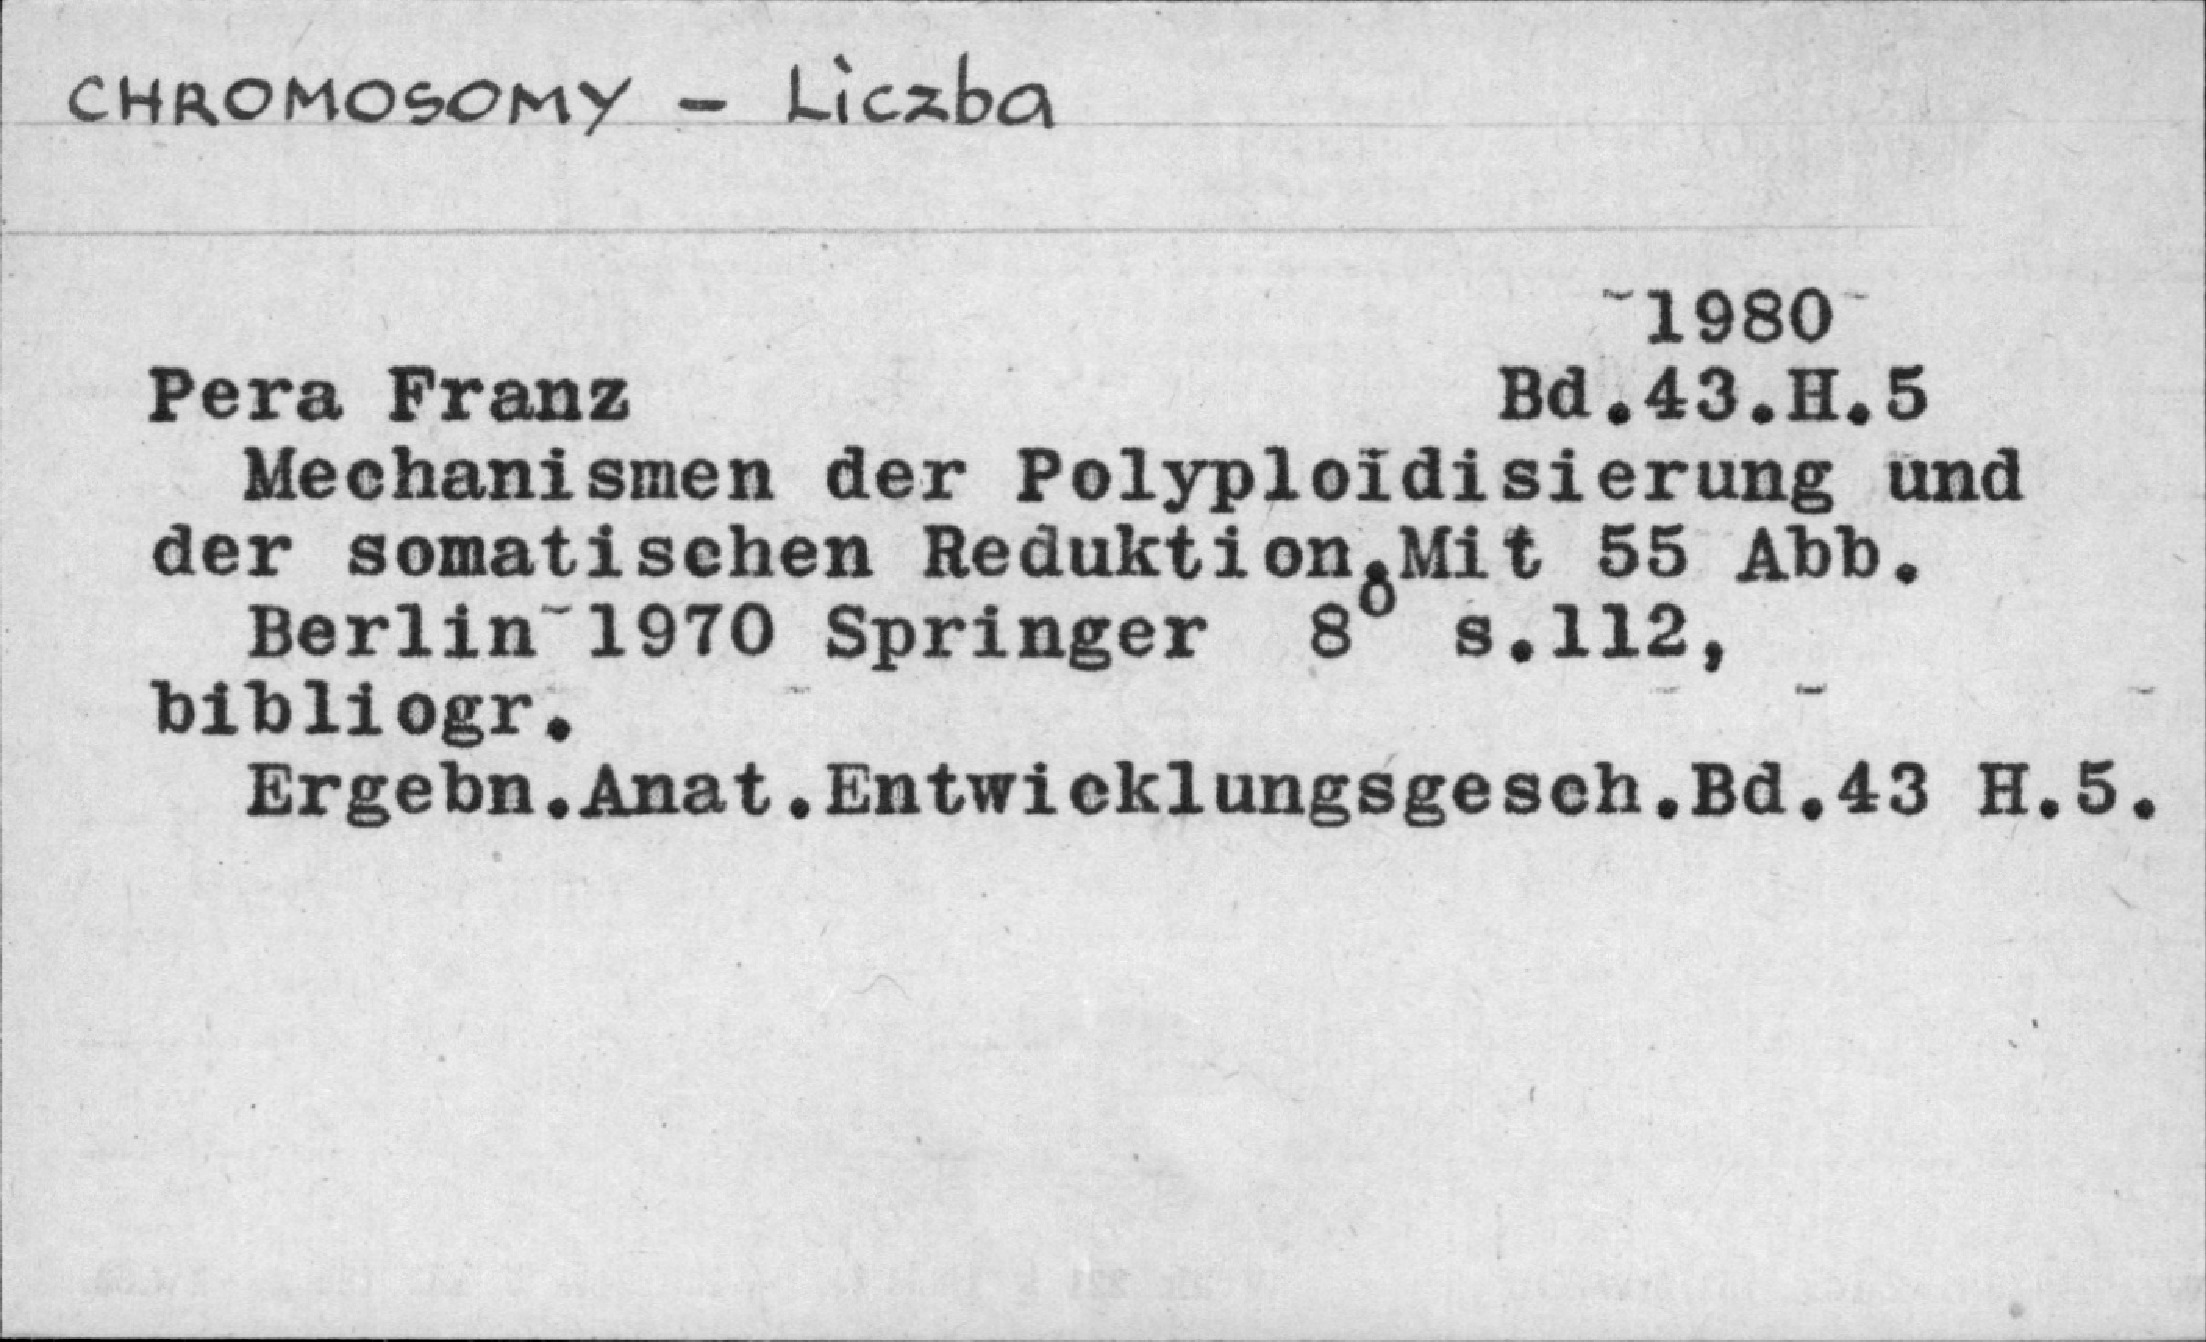 CHROMOSOMY - Liczba
1980
Pera Franz Bd.43.H.5
Mechanismen der Polyploidisierung und
der somatischen Reduktion.Mit 55 Abb.
Berlin 1970 Springer 8° s.112,
bibliogr.
Ergebn.Anat.Entwicklungsgesch.Bd.43 H.5.